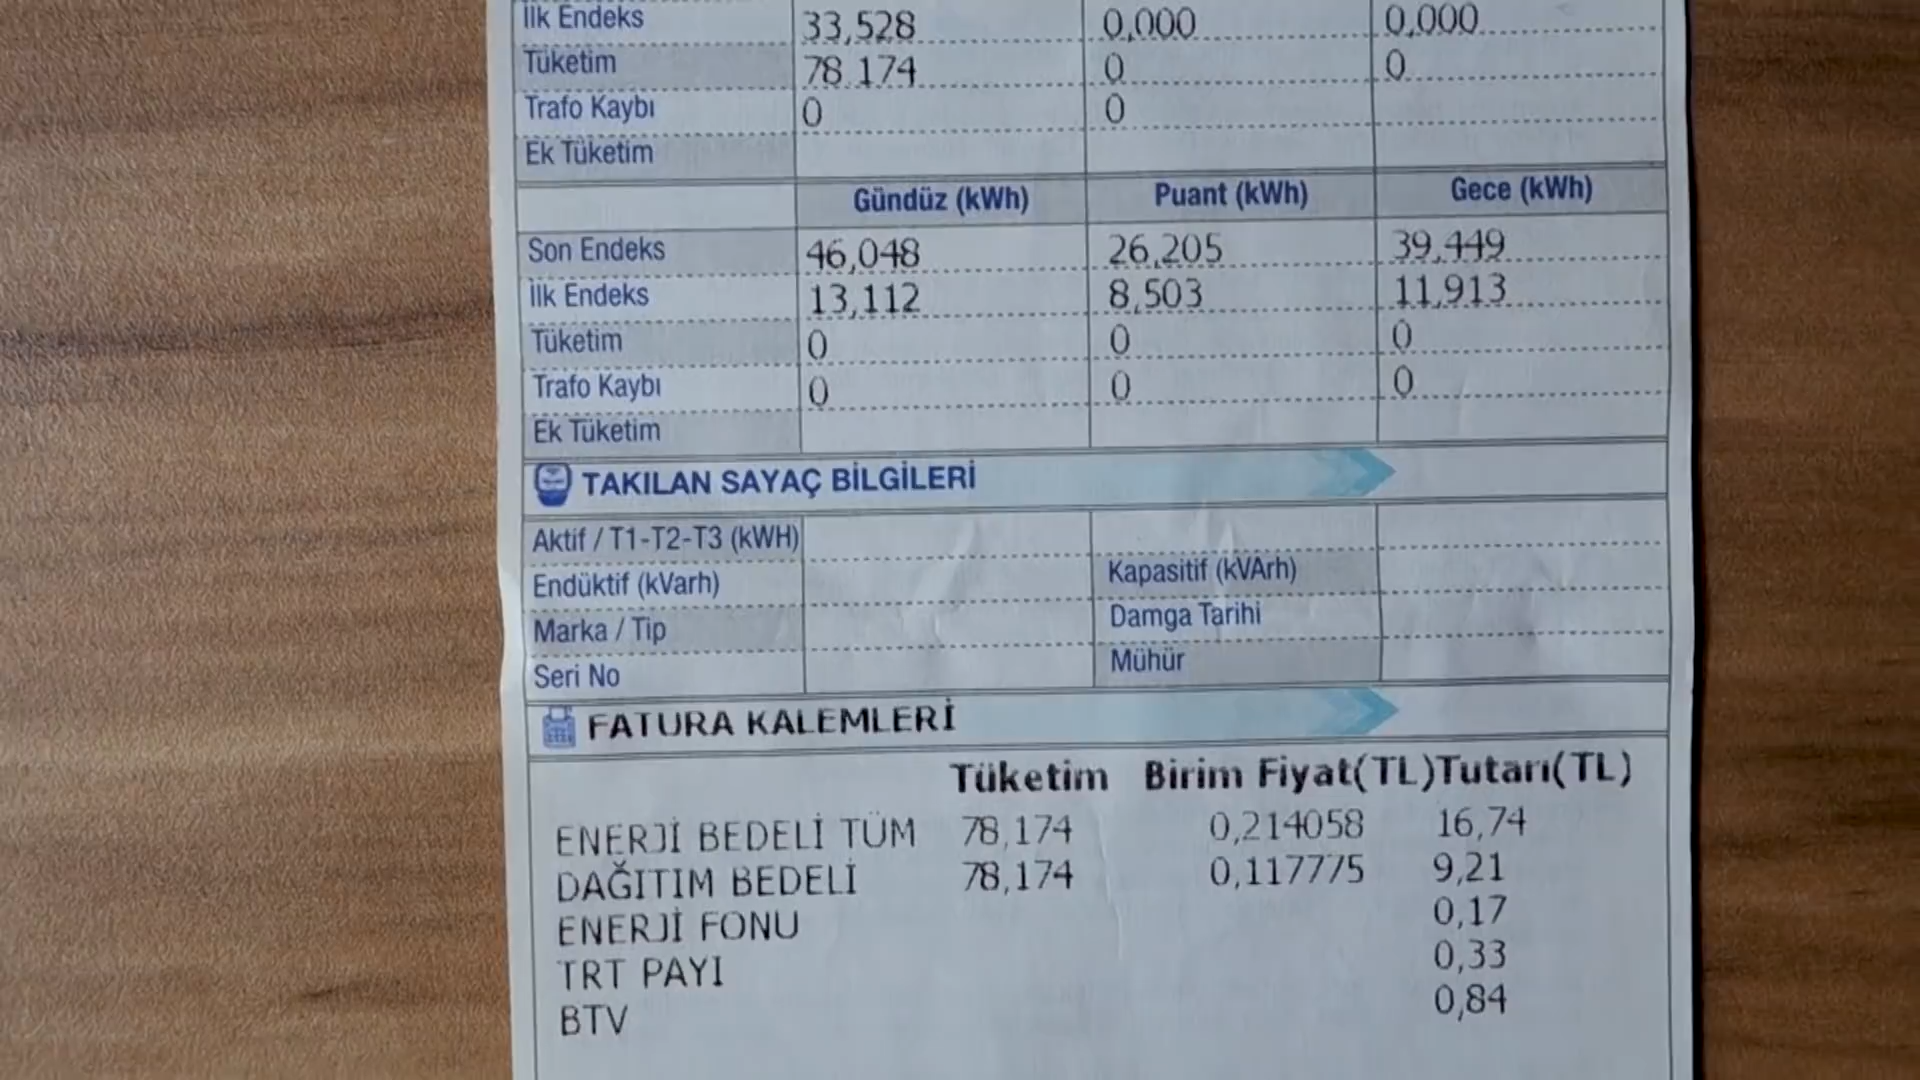 İlk Endeks 33,528 0,000 0,000
Tüketim 78.174 0 0
Trafo Kaybı 0 0
Ek Tüketim
Gündüz (kWh) Puant (kWh) Gece (kWh)
Son Endeks 46,048 26,205 39,449
İlk Endeks 13,112 8,503 11,913
Tüketim 0 0 0
Trafo Kaybı 0 0 0
Ek Tüketim
TAKILAN SAYAÇ BİLGİLERİ
Aktif / T1-T2-T3 (kWH)
Endüktif (kVarh) Kapasitif (kVArh)
Marka / Tip Damga Tarihi
Seri No Mühür
FATURA KALEMLERİ
Tüketim Birim Fiyat(TL) Tutarı(TL)
ENERJİ BEDELİ TÜM 78,174 0,214058 16,74
DAĞITIM BEDELİ 78,174 0,117775 9,21
ENERJİ FONU 0,17
TRT PAYI 0,33
BTV 0,84